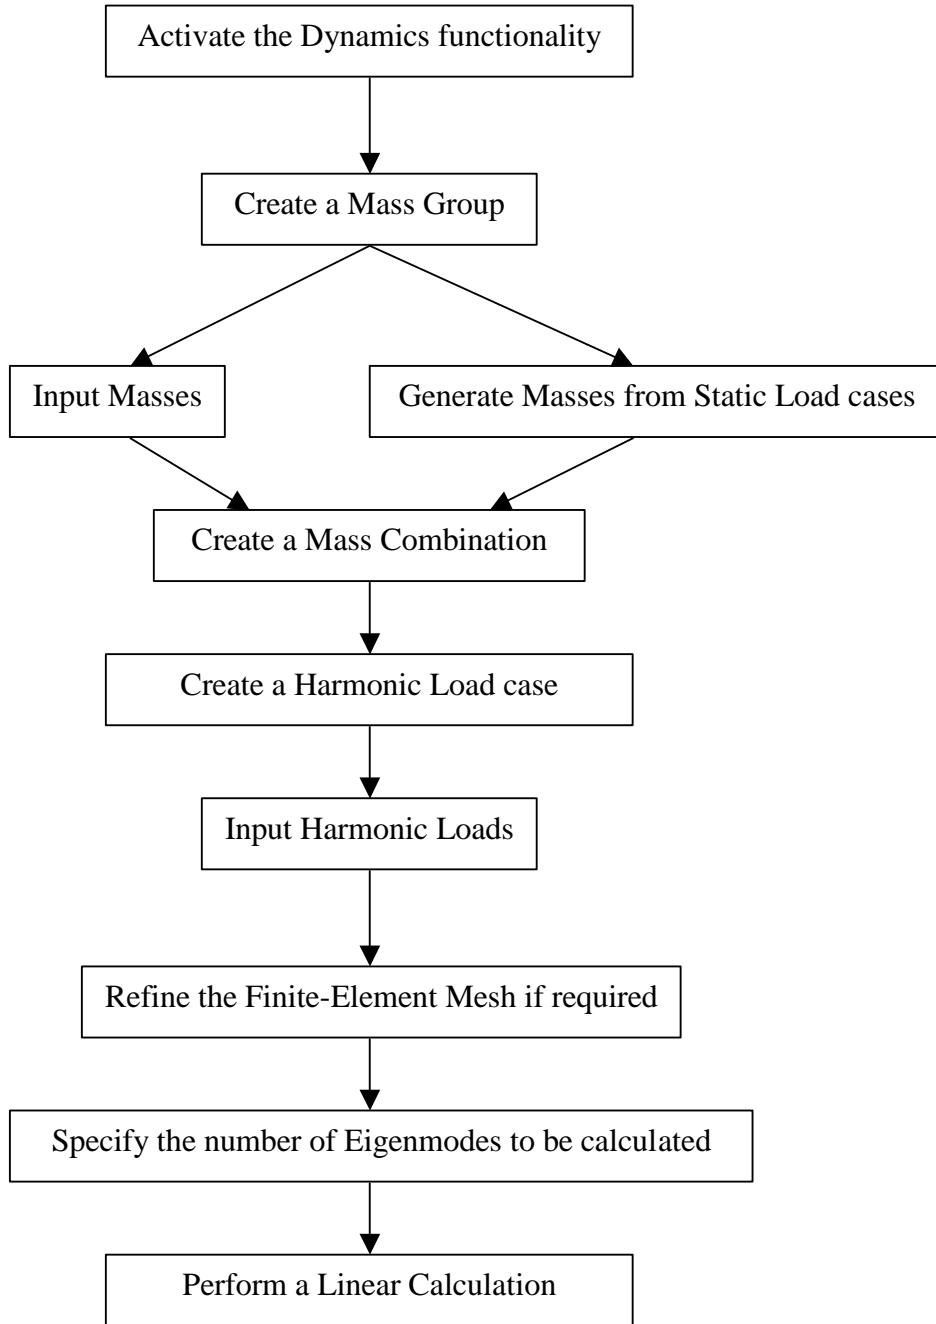 Activate the Dynamics functionality
Create a Mass Group
Input Masses
Generate Masses from Static Load cases
Create a Mass Combination
Create a Harmonic Load case
Input Harmonic Loads
Refine the Finite-Element Mesh if required
Specify the number of Eigenmodes to be calculated
Perform a Linear Calculation